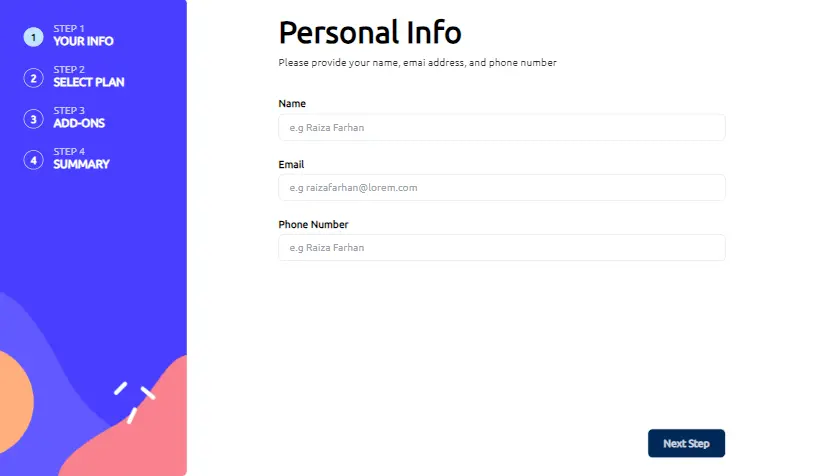 1
STEP 1
YOUR INFO
2
STEP 2
SELECT PLAN
3
STEP 3
ADD-ONS
4
STEP 4
SUMMARY
Personal Info
Please provide your name, emai address, and phone number
Name
e.g Raiza Farhan
Email
e.g raizafarhan@lorem.com
Phone Number
e.g Raiza Farhan
Next Step